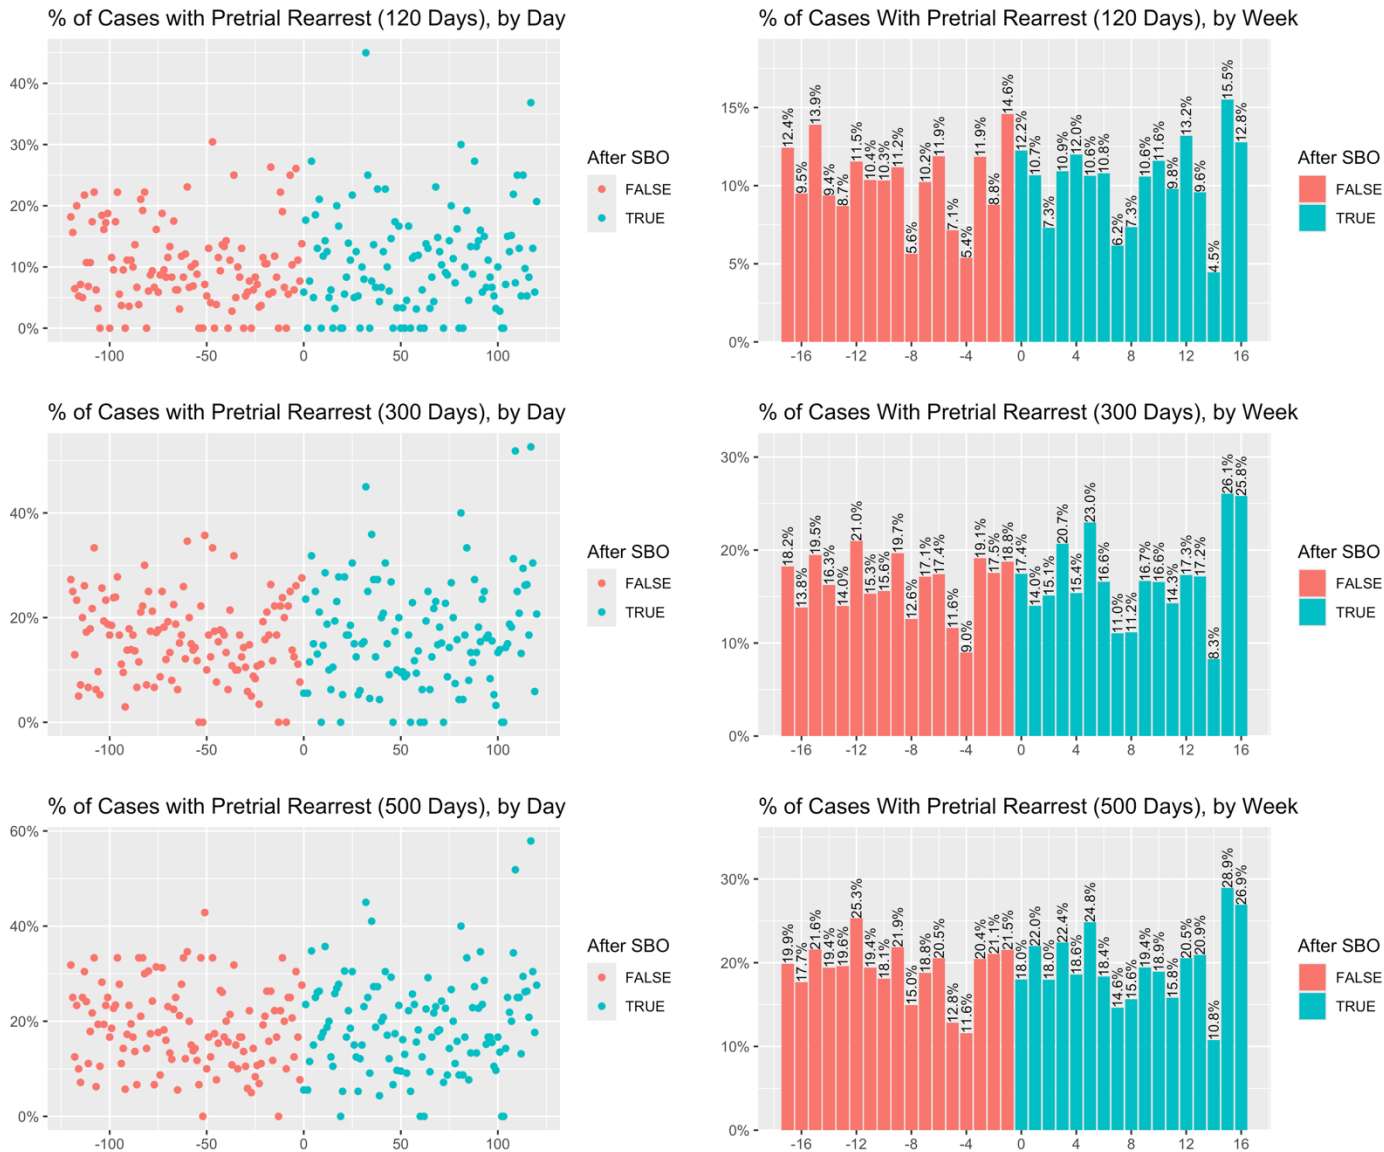 % of Cases with Pretrial Rearrest (120 Days), by Day
40%
30%
20%
10%
0%
-100 -50 0 50 100
After SBO
FALSE
TRUE
% of Cases With Pretrial Rearrest (120 Days), by Week
15%
10%
5%
0%
12.4% 9.5% 13.9% 9.4% 8.7% 11.5% 10.4% 10.3% 11.2% 5.6% 10.2% 11.9% 7.1% 5.4% 11.9% 8.8% 14.6% 12.2% 10.7% 7.3% 10.9% 12.0% 10.6% 10.8% 6.2% 7.3% 10.6% 11.6% 9.8% 13.2% 9.6% 4.5% 15.5% 12.8%
-16 -12 -8 -4 0 4 8 12 16
After SBO
FALSE
TRUE
% of Cases with Pretrial Rearrest (300 Days), by Day
40%
20%
0%
-100 -50 0 50 100
After SBO
FALSE
TRUE
% of Cases With Pretrial Rearrest (300 Days), by Week
30%
20%
10%
0%
18.2% 13.8% 19.5% 16.3% 14.0% 21.0% 15.3% 15.6% 19.7% 12.6% 17.1% 17.4% 11.6% 9.0% 19.1% 17.5% 18.8% 17.4% 14.0% 15.1% 20.7% 15.4% 23.0% 16.6% 11.0% 11.2% 16.7% 16.6% 14.3% 17.3% 17.2% 8.3% 26.1% 25.8%
-16 -12 -8 -4 0 4 8 12 16
After SBO
FALSE
TRUE
% of Cases with Pretrial Rearrest (500 Days), by Day
60%
40%
20%
0%
-100 -50 0 50 100
After SBO
FALSE
TRUE
% of Cases With Pretrial Rearrest (500 Days), by Week
30%
20%
10%
0%
19.9% 17.7% 21.6% 19.4% 19.6% 25.3% 19.4% 18.1% 21.9% 15.0% 18.8% 20.5% 12.8% 11.6% 20.4% 21.1% 21.5% 18.0% 22.0% 18.0% 22.4% 18.6% 24.8% 18.4% 14.6% 15.6% 19.4% 18.9% 15.8% 20.5% 20.9% 10.8% 28.9% 26.9%
-16 -12 -8 -4 0 4 8 12 16
After SBO
FALSE
TRUE